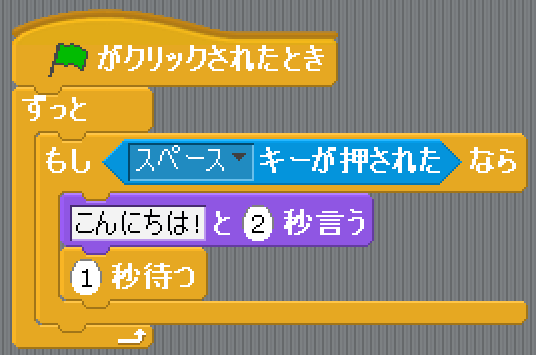 がクリックされたとき
ずっと
もし スペース キーが押された なら
こんにちは! と 2 秒言う
1 秒待つ